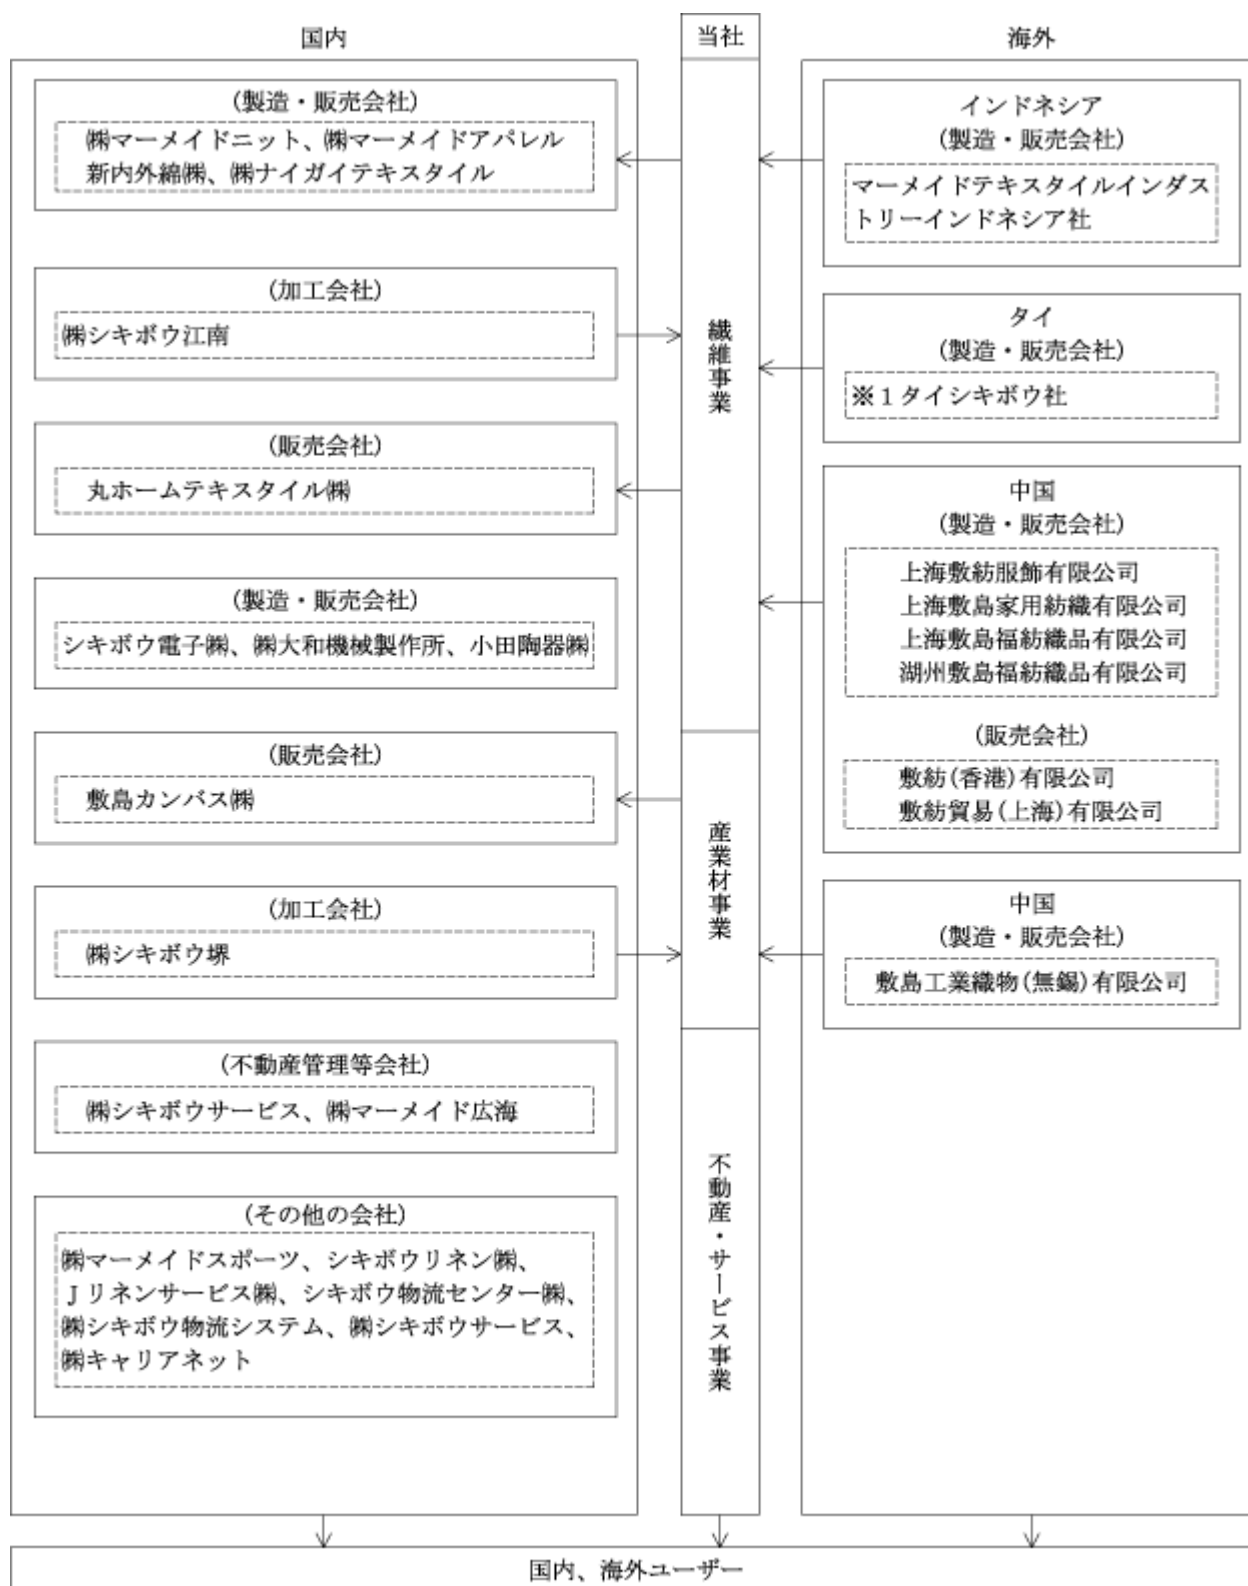 国内
(製造・販売会社)
㈱マーメイドニット、㈱マーメイドアパレル
新内外綿㈱、㈱ナイガイテキスタイル
(加工会社)
㈱シキボウ江南
(販売会社)
丸ホームテキスタイル㈱
(製造・販売会社)
シキボウ電子㈱、㈱大和機械製作所、小田陶器㈱
(販売会社)
敷島カンバス㈱
(加工会社)
㈱シキボウ堺
(不動産管理等会社)
㈱シキボウサービス、㈱マーメイド広海
(その他の会社)
㈱マーメイドスポーツ、シキボウリネン㈱、
Ｊリネンサービス㈱、シキボウ物流センター㈱、
㈱シキボウ物流システム、㈱シキボウサービス、
㈱キャリアネット
当社
繊維事業
産業材事業
不動産・サービス事業
海外
インドネシア
(製造・販売会社)
マーメイドテキスタイルインダス
トリーインドネシア社
タイ
(製造・販売会社)
※１タイシキボウ社
中国
(製造・販売会社)
上海敷紡服飾有限公司
上海敷島家用紡織有限公司
上海敷島福紡織品有限公司
湖州敷島福紡織品有限公司
(販売会社)
敷紡(香港)有限公司
敷紡貿易(上海)有限公司
中国
(製造・販売会社)
敷島工業織物(無錫)有限公司
国内、海外ユーザー